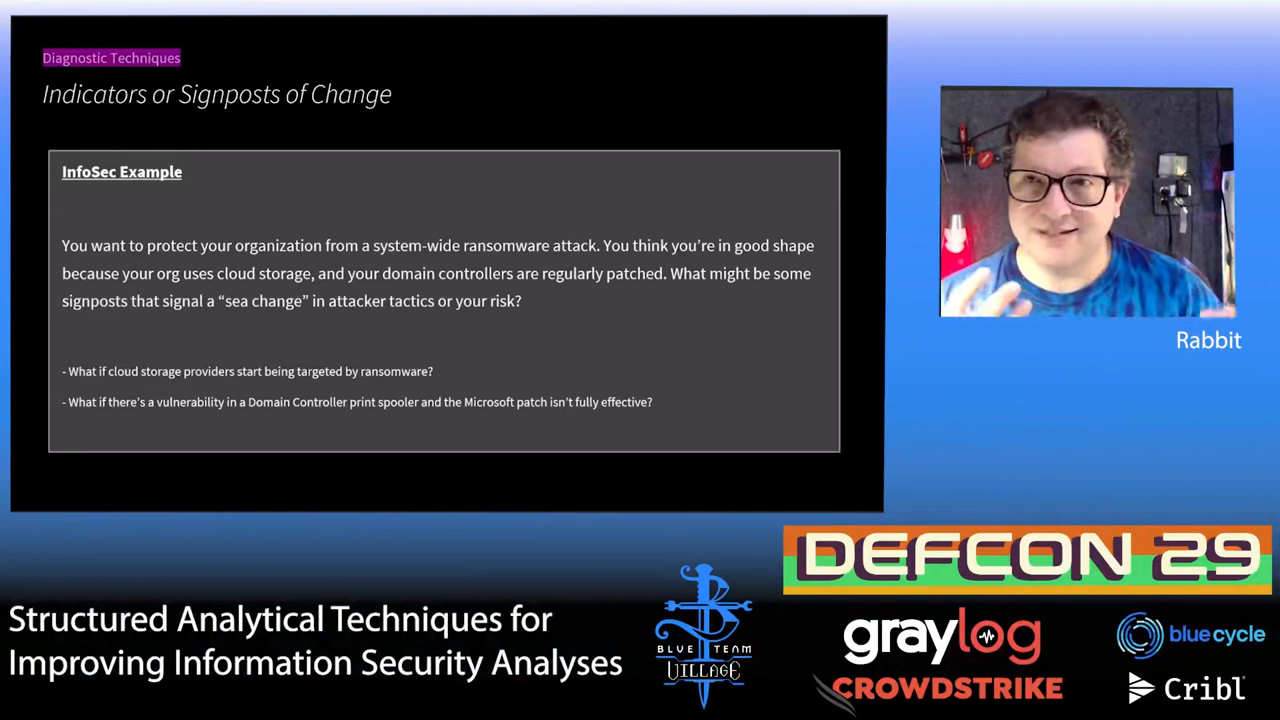 Diagnostic Techniques
Indicators or Signposts of Change
InfoSec Example
You want to protect your organization from a system-wide ransomware attack. You think you’re in good shape
because your org uses cloud storage, and your domain controllers are regularly patched. What might be some
signposts that signal a “sea change” in attacker tactics or your risk?
- What if cloud storage providers start being targeted by ransomware?
- What if there’s a vulnerability in a Domain Controller print spooler and the Microsoft patch isn’t fully effective?
Rabbit
DEFCON 29
Structured Analytical Techniques for
Improving Information Security Analyses
BLUE TEAM
VILLAGE
graylog
blue cycle
CROWDSTRIKE
Cribl